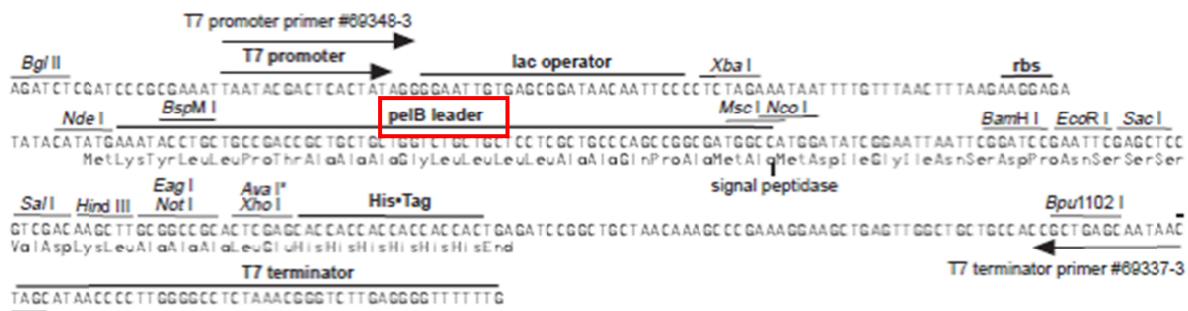 T7 promoter primer #69348-3
Bgl II T7 promoter lac operator Xba I rbs
AGATCTCGATCCCGCGAAATTAATACGACTCACTATAGGGGAATTGTGAGCGGATAACAATTCCCCTCTAGAAATAATTTTGTTTAACTTTAAGAAGGAGA
Nde I BspM I pelB leader Msc I Nco I BamH I EcoR I Sac I
TATACATATGAAATACCTGCTGCCGACCGCTGCTGCTGGTCTGCTGCTCCTCGCTGCCCAGCCGGCGATGGCCATGGATATCGGAATTAATTCGGATCCGAATTCGAGCTCC
MetLysTyrLeuLeuProThrAlaAlaAlaGlyLeuLeuLeuLeuAlaAlaGlnProAlaMetAlaMetAspIleGlyIleAsnSerAspProAsnSerSerSer
signal peptidase
Sal I Hind III Eag I Not I Ava I* Xho I His•Tag Bpu1102 I
GTCGACAAGCTTGCGGCCGCACTCGAGCACCACCACCACCACCACTGAGATCCGGCTGCTAACAAAGCCCGAAAGGAAGCTGAGTTGGCTGCTGCCACCGCTGAGCAATAAC
ValAspLysLeuAlaAlaAlaLeuGluHisHisHisHisHisHisEnd
T7 terminator T7 terminator primer #69337-3
TAGCATAACCCCTTGGGGCCTCTAAACGGGTCTTGAGGGGTTTTTTG